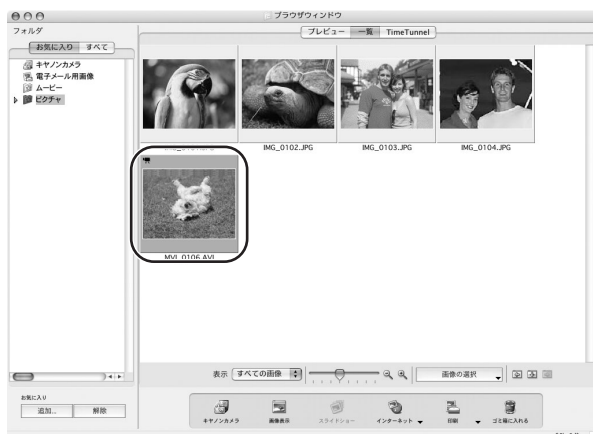 ブラウザウィンドウ
フォルダ
お気に入り すべて
プレビュー 一覧 TimeTunnel
キヤノンカメラ
電子メール用画像
ムービー
ピクチャ
IMG_0102.JPG IMG_0103.JPG IMG_0104.JPG
MVI_0106.AVI
表示 すべての画像 画像の選択
お気に入り
追加... 解除
キヤノンカメラ 画像表示 スライドショー インターネット 印刷 ゴミ箱に入れる